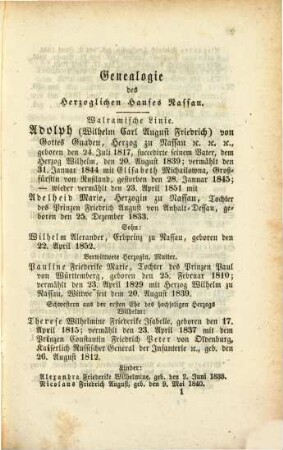 Genealogie
des
Herzoglichen Hauses Nassau.
Walramische Linie.
Adolph (Wilhelm Carl August Friedrich) von
Gottes Gnaden, Herzog zu Nassau ꝛc. ꝛc. ꝛc.,
geboren den 24. Juli 1817, succedirte seinem Vater, dem
Herzog Wilhelm, den 20. August 1839; vermählt den
31. Januar 1844 mit Elisabeth Michailowna, Groß-
fürstin von Rußland, gestorben den 28. Januar 1845;
— wieder vermählt den 23. April 1851 mit
Adelheid Marie, Herzogin zu Nassau, Tochter
des Prinzen Friedrich August von Anhalt-Dessau, ge-
boren den 25. Dezember 1833.
Sohn:
Wilhelm Alexander, Erbprinz zu Nassau, geboren den
22. April 1852.
Verwittwete Herzogin, Mutter.
Pauline Friederike Marie, Tochter des Prinzen Paul
von Württemberg, geboren den 25. Februar 1810;
vermählt den 23. April 1829 mit Herzog Wilhelm zu
Nassau, Wittwe seit dem 20. August 1839.
Schwestern aus der ersten Ehe des hochseligen Herzogs
Wilhelm:
Therese Wilhelmine Friederike Isabelle, geboren den 17.
April 1815; vermählt den 23. April 1837 mit dem
Prinzen Constantin Friedrich Peter von Oldenburg,
Kaiserlich Russischer General der Infanterie ꝛc., geb. den
26. August 1812.
Kinder:
Alexandra Friederike Wilhelmine, geb. den 2. Juni 1838.
Nicolaus Friedrich August, geb. den 9. Mai 1840.
1